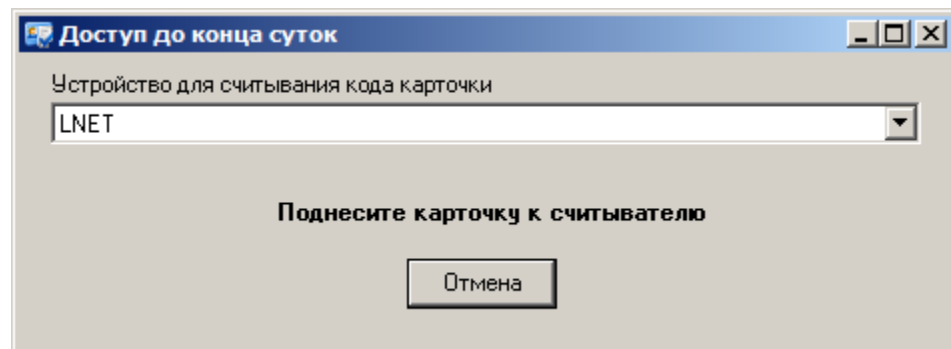 Доступ до конца суток
Устройство для считывания кода карточки
LNET
Поднесите карточку к считывателю
Отмена